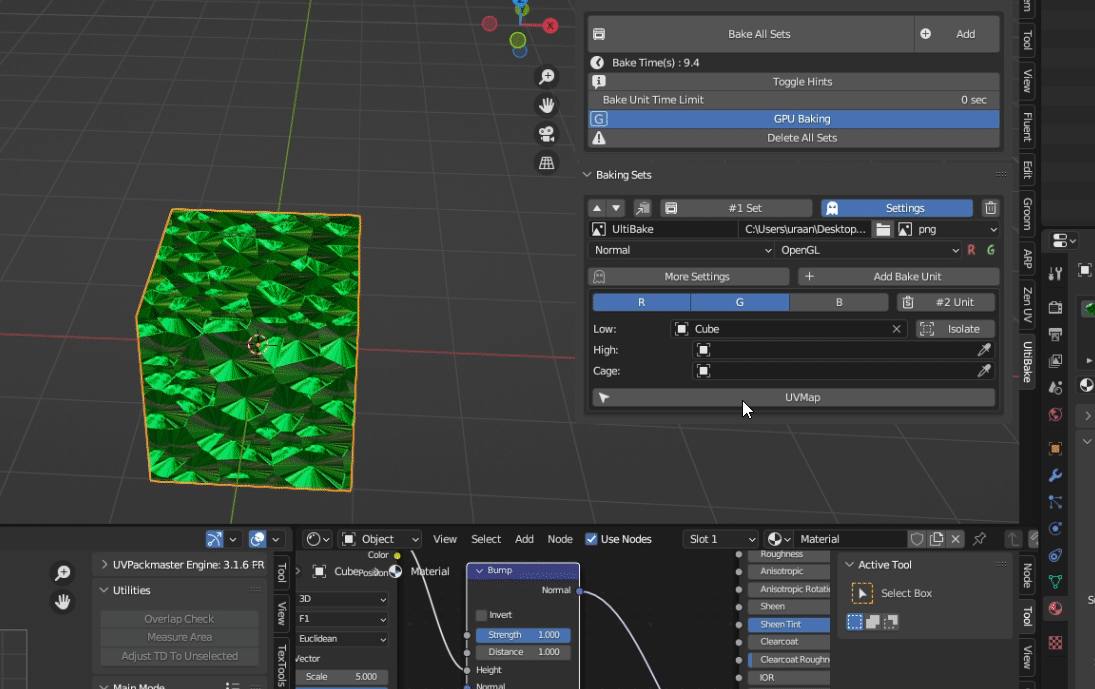 Bake All Sets Add
Bake Time(s) : 9.4
Toggle Hints
Bake Unit Time Limit 0 sec
G GPU Baking
Delete All Sets
Baking Sets
#1 Set Settings
UltiBake C:\Users\uraan\Desktop... png
Normal OpenGL R G
More Settings Add Bake Unit
R G B #2 Unit
Low: Cube Isolate
High:
Cage:
UVMap
Tool
View
Fluent
Edit
Groom
ARP
Zen UV
UltiBake
Object View Select Add Node Use Nodes Slot 1 Material
UVPackmaster Engine: 3.1.6 PR
Utilities
Overlap Check
Measure Area
Adjust TD To Unselected
Main Mode
Tool
View
TexTools
Color
Position
Cube Material
3D
F1
Euclidean
Vector
Scale 5.000
Bump
Normal
Invert
Strength 1.000
Distance 1.000
Height
Normal
Roughness
Anisotropic
Anisotropic Rotatio
Sheen
Sheen Tint
Clearcoat
Clearcoat Roughn
IOR
Active Tool
Select Box
Node
Tool
View